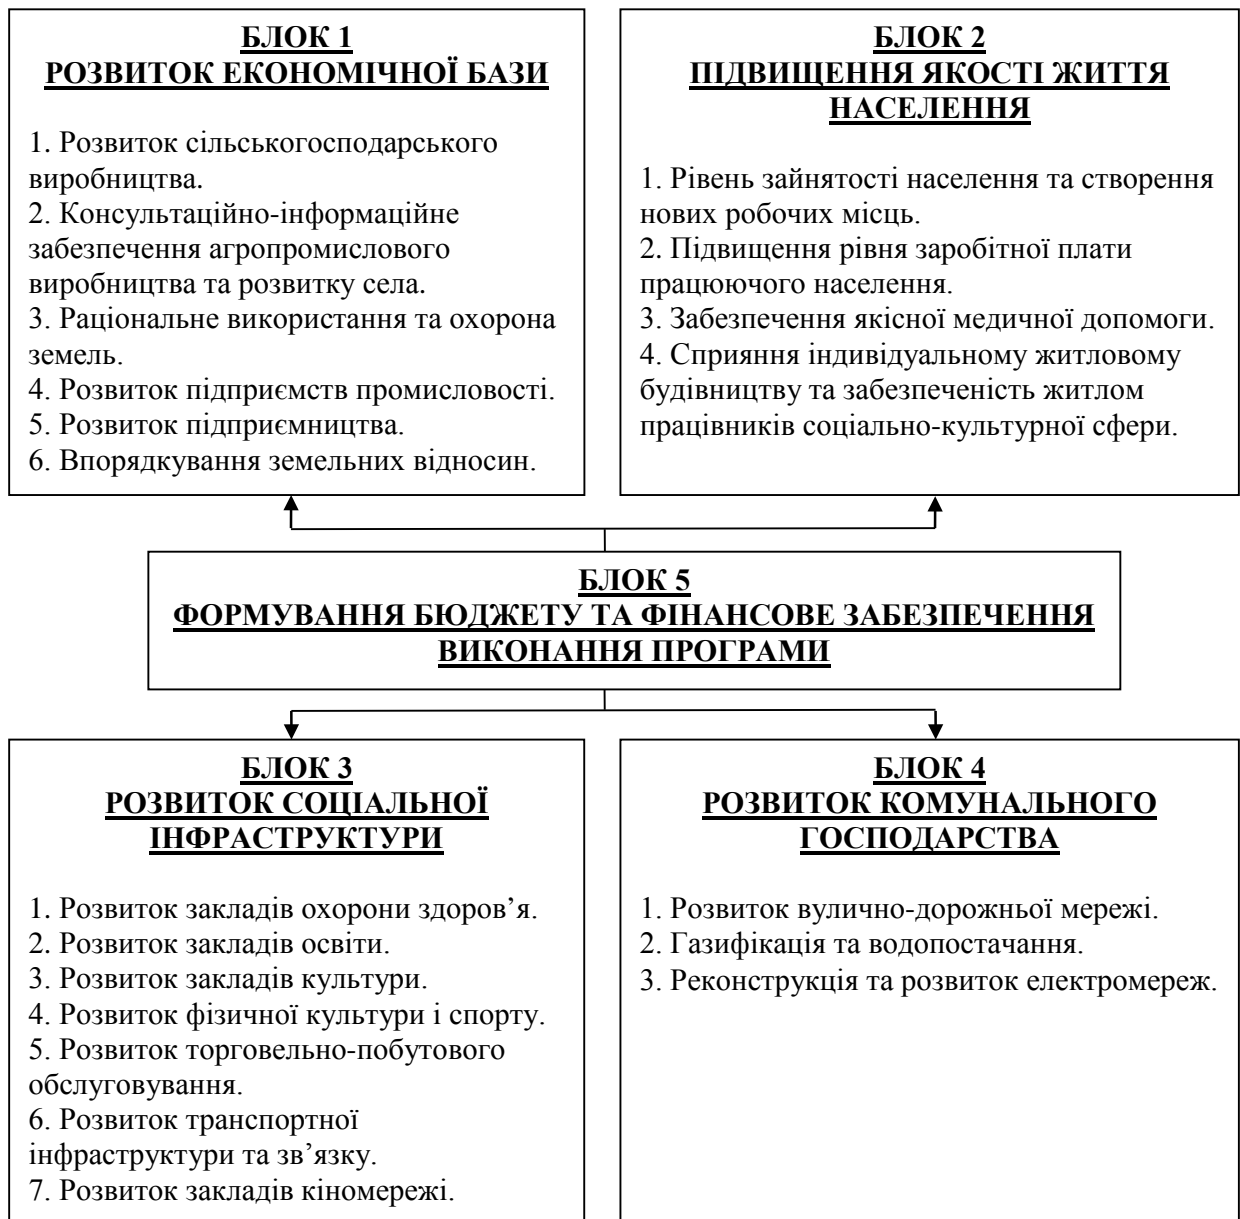 БЛОК 1
РОЗВИТОК ЕКОНОМІЧНОЇ БАЗИ
1. Розвиток сільськогосподарського
виробництва.
2. Консультаційно-інформаційне
забезпечення агропромислового
виробництва та розвитку села.
3. Раціональне використання та охорона
земель.
4. Розвиток підприємств промисловості.
5. Розвиток підприємництва.
6. Впорядкування земельних відносин.
БЛОК 2
ПІДВИЩЕННЯ ЯКОСТІ ЖИТТЯ
НАСЕЛЕННЯ
1. Рівень зайнятості населення та створення
нових робочих місць.
2. Підвищення рівня заробітної плати
працюючого населення.
3. Забезпечення якісної медичної допомоги.
4. Сприяння індивідуальному житловому
будівництву та забезпеченість житлом
працівників соціально-культурної сфери.
БЛОК 5
ФОРМУВАННЯ БЮДЖЕТУ ТА ФІНАНСОВЕ ЗАБЕЗПЕЧЕННЯ
ВИКОНАННЯ ПРОГРАМИ
БЛОК 3
РОЗВИТОК СОЦІАЛЬНОЇ
ІНФРАСТРУКТУРИ
1. Розвиток закладів охорони здоров’я.
2. Розвиток закладів освіти.
3. Розвиток закладів культури.
4. Розвиток фізичної культури і спорту.
5. Розвиток торговельно-побутового
обслуговування.
6. Розвиток транспортної
інфраструктури та зв’язку.
7. Розвиток закладів кіномережі.
БЛОК 4
РОЗВИТОК КОМУНАЛЬНОГО
ГОСПОДАРСТВА
1. Розвиток вулично-дорожньої мережі.
2. Газифікація та водопостачання.
3. Реконструкція та розвиток електромереж.